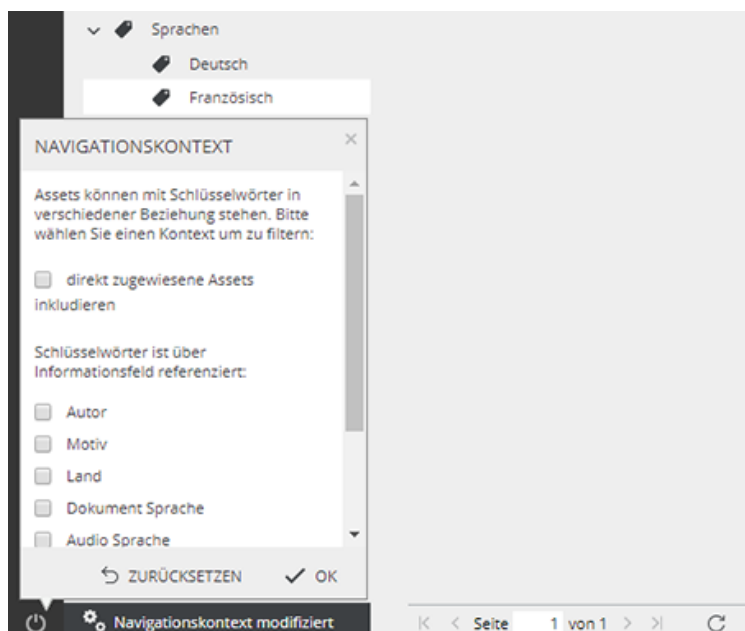 Sprachen
Deutsch
Französisch
NAVIGATIONSKONTEXT
Assets können mit Schlüsselwörter in
verschiedener Beziehung stehen. Bitte
wählen Sie einen Kontext um zu filtern:
direkt zugewiesene Assets
inkludieren
Schlüsselwörter ist über
Informationsfeld referenziert:
Autor
Motiv
Land
Dokument Sprache
Audio Sprache
ZURÜCKSETZEN OK
Navigationskontext modifiziert Seite 1 von 1